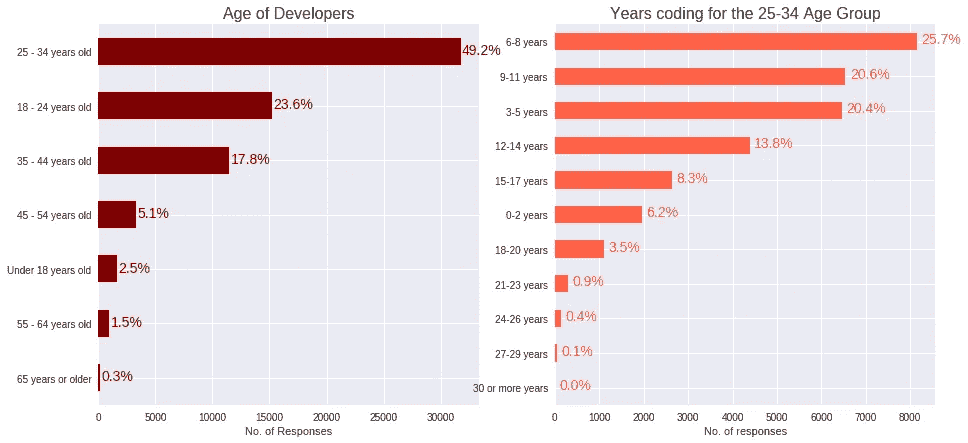 Age of Developers
25 - 34 years old
49.2%
18 - 24 years old
23.6%
35 - 44 years old
17.8%
45 - 54 years old
5.1%
Under 18 years old
2.5%
55 - 64 years old
1.5%
65 years or older
0.3%
0
5000
10000
15000
20000
25000
30000
No. of Responses
Years coding for the 25-34 Age Group
6-8 years
25.7%
9-11 years
20.6%
3-5 years
20.4%
12-14 years
13.8%
15-17 years
8.3%
0-2 years
6.2%
18-20 years
3.5%
21-23 years
0.9%
24-26 years
0.4%
27-29 years
0.1%
30 or more years
0.0%
0
1000
2000
3000
4000
5000
6000
7000
8000
No. of responses